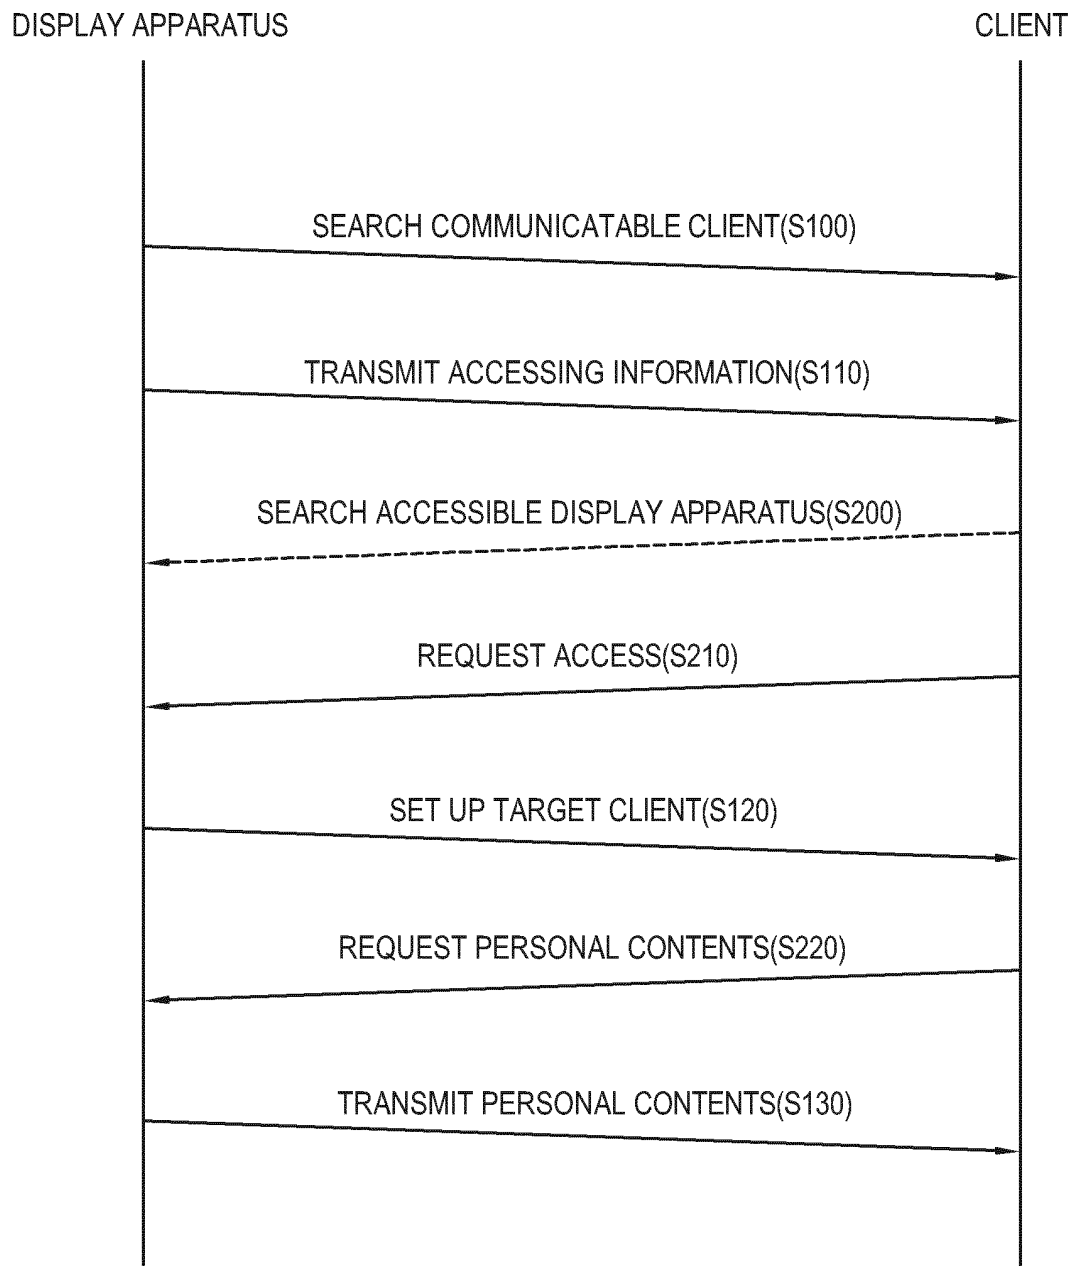 DISPLAY APPARATUS
CLIENT
SEARCH COMMUNICATABLE CLIENT(S100)
TRANSMIT ACCESSING INFORMATION(S110)
SEARCH ACCESSIBLE DISPLAY APPARATUS(S200)
REQUEST ACCESS(S210)
SET UP TARGET CLIENT(S120)
REQUEST PERSONAL CONTENTS(S220)
TRANSMIT PERSONAL CONTENTS(S130)